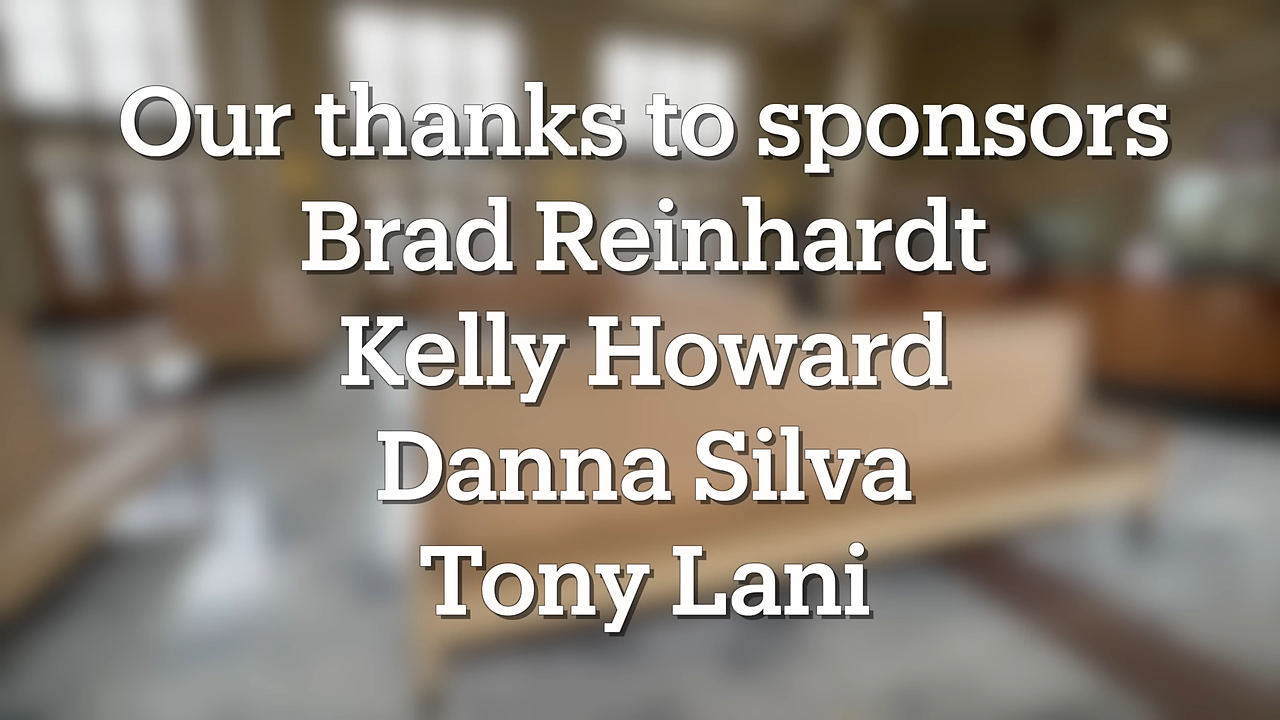 Our thanks to sponsors
Brad Reinhardt
Kelly Howard
Danna Silva
Tony Lani